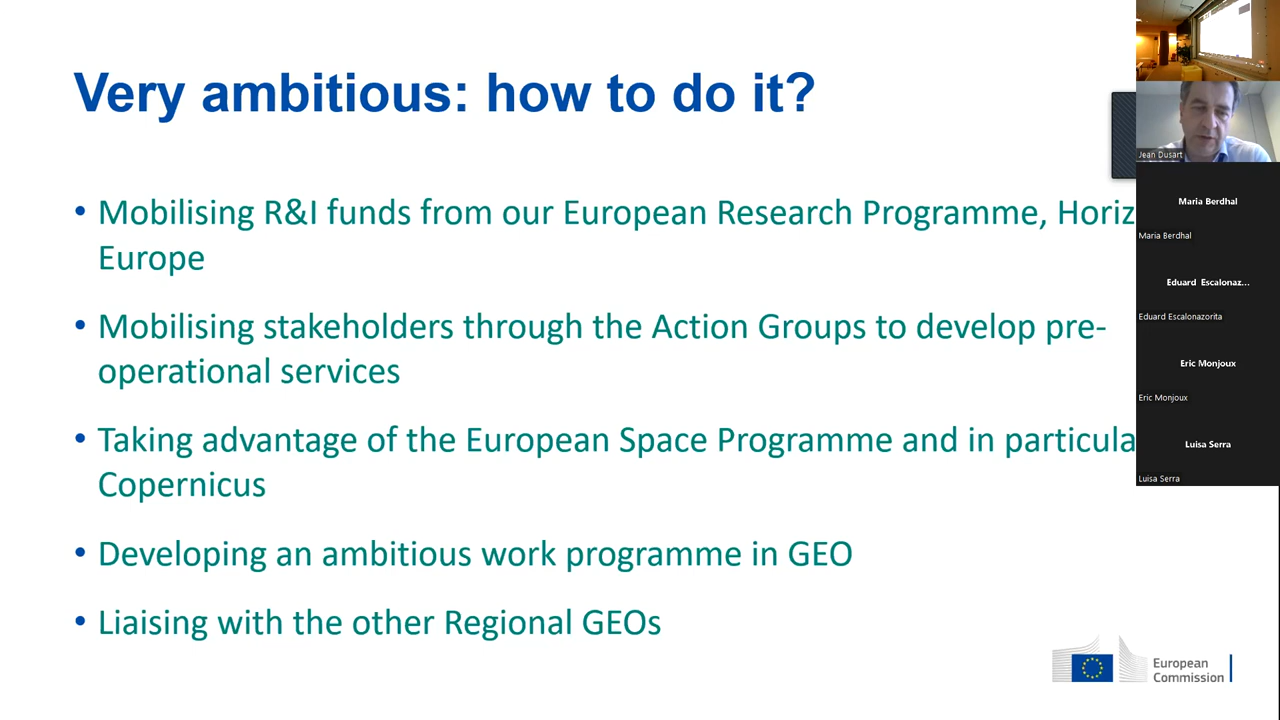 Very ambitious: how to do it?
• Mobilising R&I funds from our European Research Programme, Horiz
Europe
• Mobilising stakeholders through the Action Groups to develop pre-
operational services
• Taking advantage of the European Space Programme and in particula
Copernicus
• Developing an ambitious work programme in GEO
• Liaising with the other Regional GEOs
European
Commission
Jean Dusart
Maria Berdhal
Maria Berdhal
Eduard Escalonaz...
Eduard Escalonazorita
Eric Monjoux
Eric Monjoux
Luisa Serra
Luisa Serra